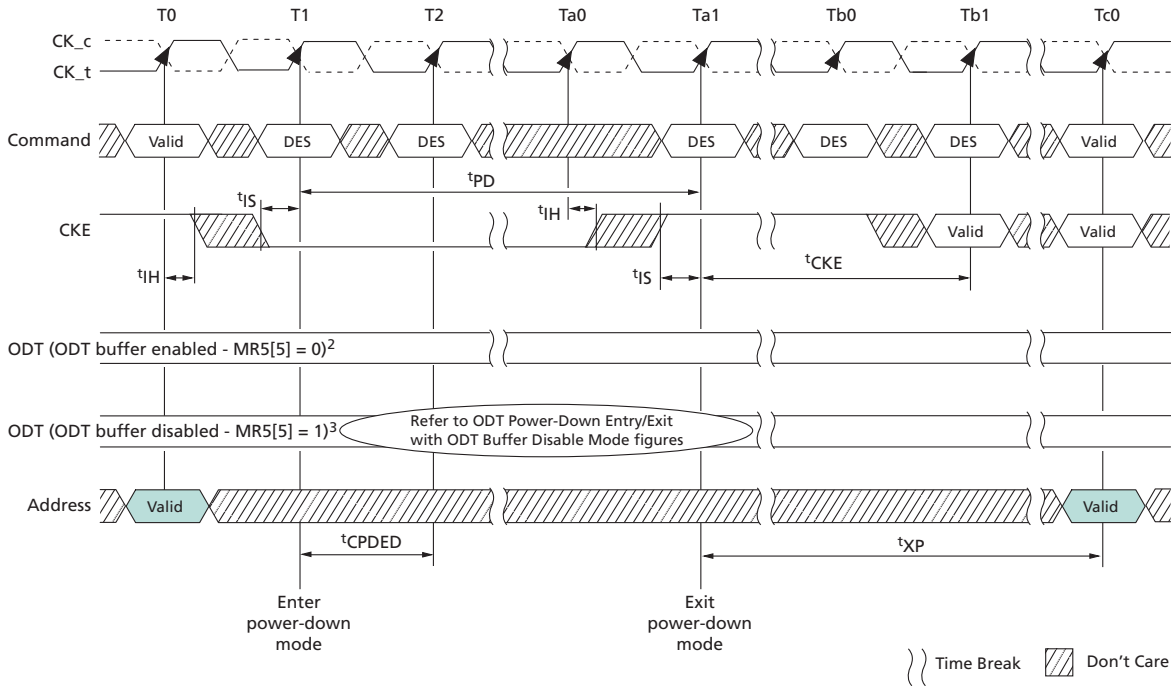 T0 T1 T2 Ta0 Ta1 Tb0 Tb1 Tc0
CK_c
CK_t
Command Valid DES DES DES DES DES Valid
tPD
tIS tIH
CKE Valid Valid
tIH tIS tCKE
ODT (ODT buffer enabled - MR5[5] = 0)2
ODT (ODT buffer disabled - MR5[5] = 1)3
Refer to ODT Power-Down Entry/Exit
with ODT Buffer Disable Mode figures
Address Valid Valid
tCPDED tXP
Enter
power-down
mode
Exit
power-down
mode
Time Break Don't Care